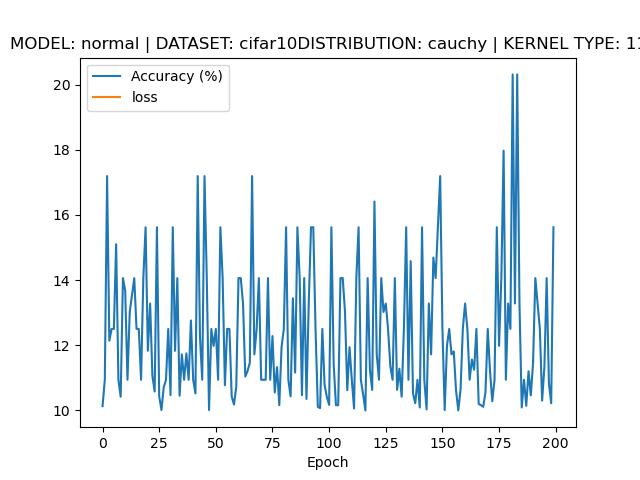 MODEL: normal | DATASET: cifar10DISTRIBUTION: cauchy | KERNEL TYPE: 11
Accuracy (%)
loss
20
18
16
14
12
10
0 25 50 75 100 125 150 175 200
Epoch